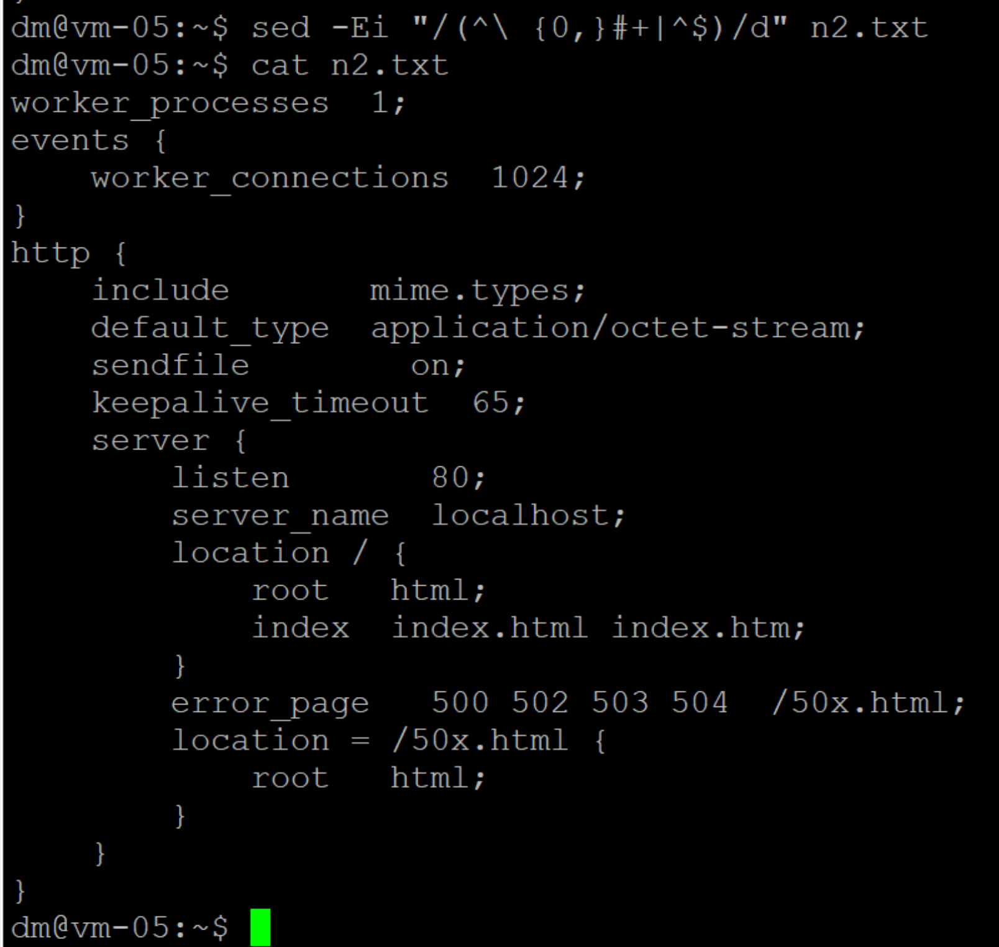 dm@vm-05:~$ sed -Ei "/(^\ {0,}#+|^$)/d" n2.txt
dm@vm-05:~$ cat n2.txt
worker_processes  1;
events {
    worker_connections  1024;
}
http {
    include       mime.types;
    default_type  application/octet-stream;
    sendfile        on;
    keepalive_timeout  65;
    server {
        listen       80;
        server_name  localhost;
        location / {
            root   html;
            index  index.html index.htm;
        }
        error_page   500 502 503 504  /50x.html;
        location = /50x.html {
            root   html;
        }
    }
}
dm@vm-05:~$